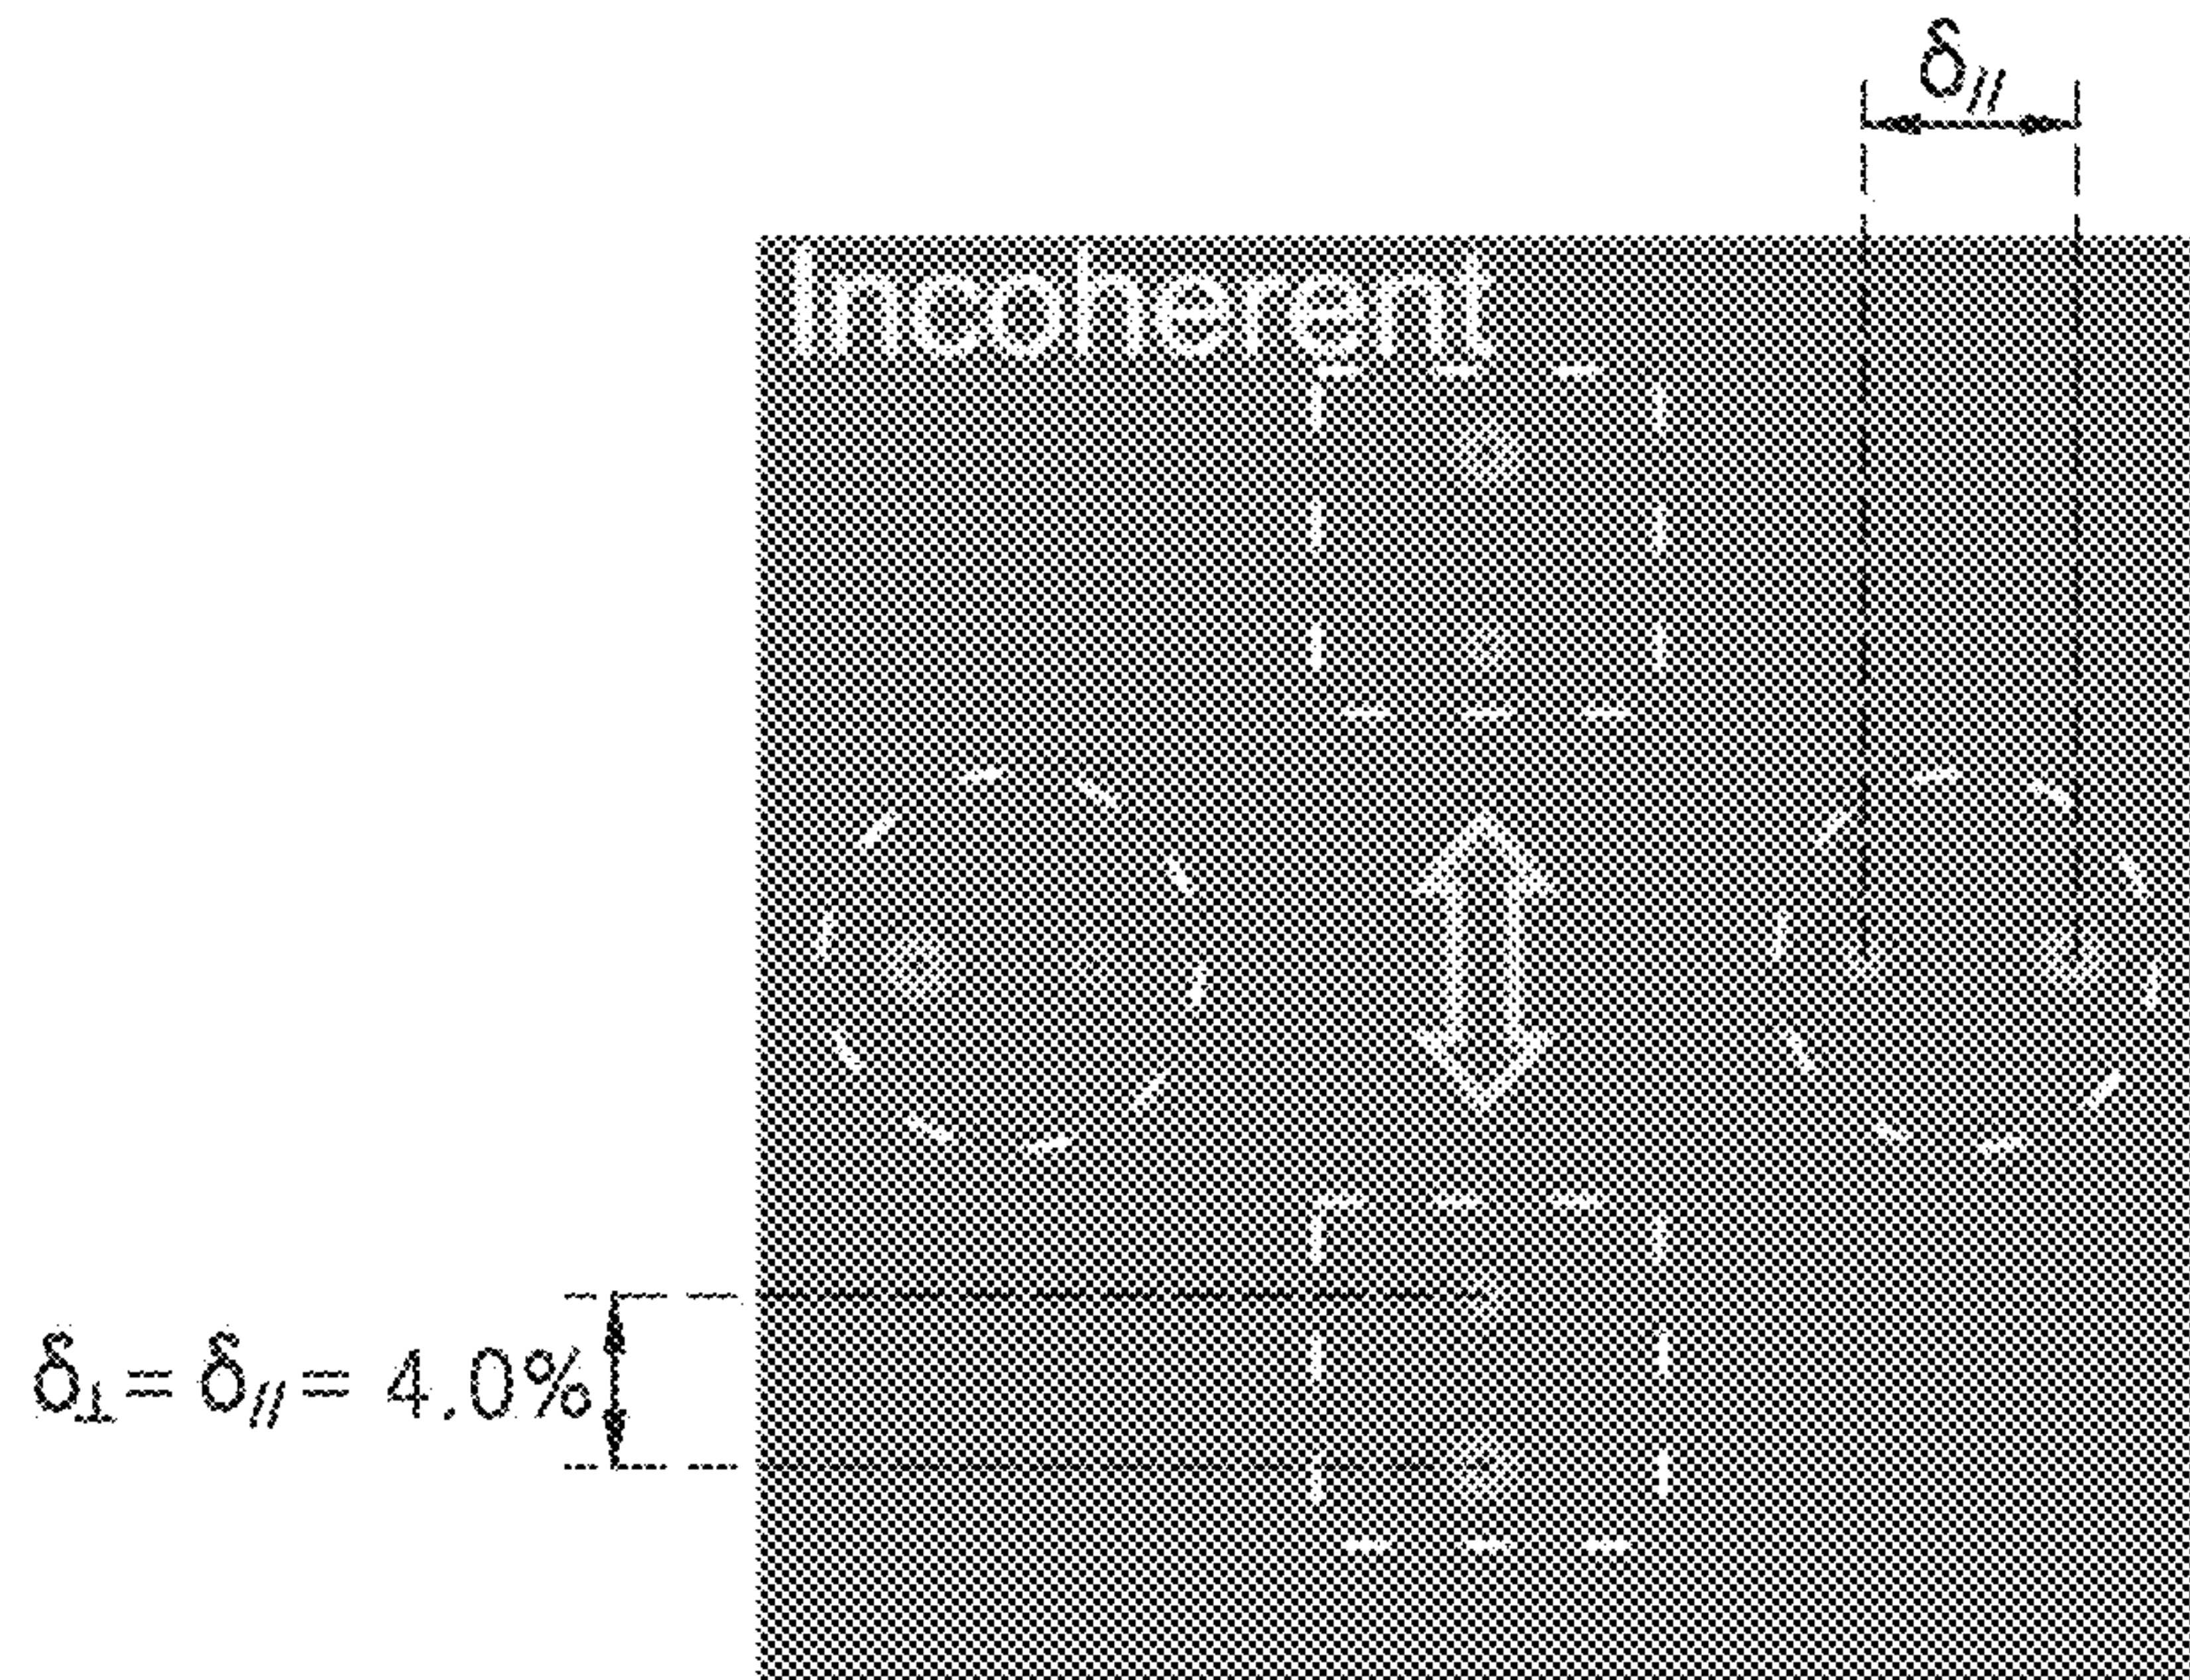 δ//
Incoherent
δ⊥ = δ// = 4.0%